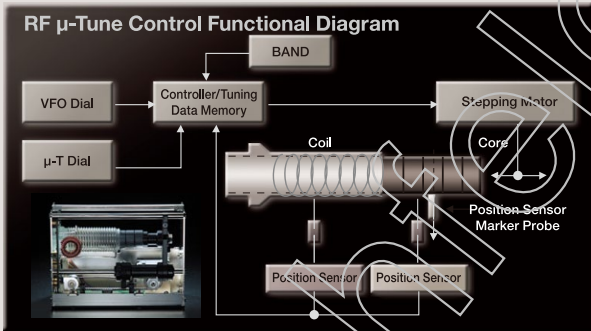 RF μ-Tune Control Functional Diagram
BAND
VFO Dial
Controller/Tuning
Data Memory
Stepping Motor
μ-T Dial
Coil
Core
Position Sensor
Marker Probe
Position Sensor
Position Sensor